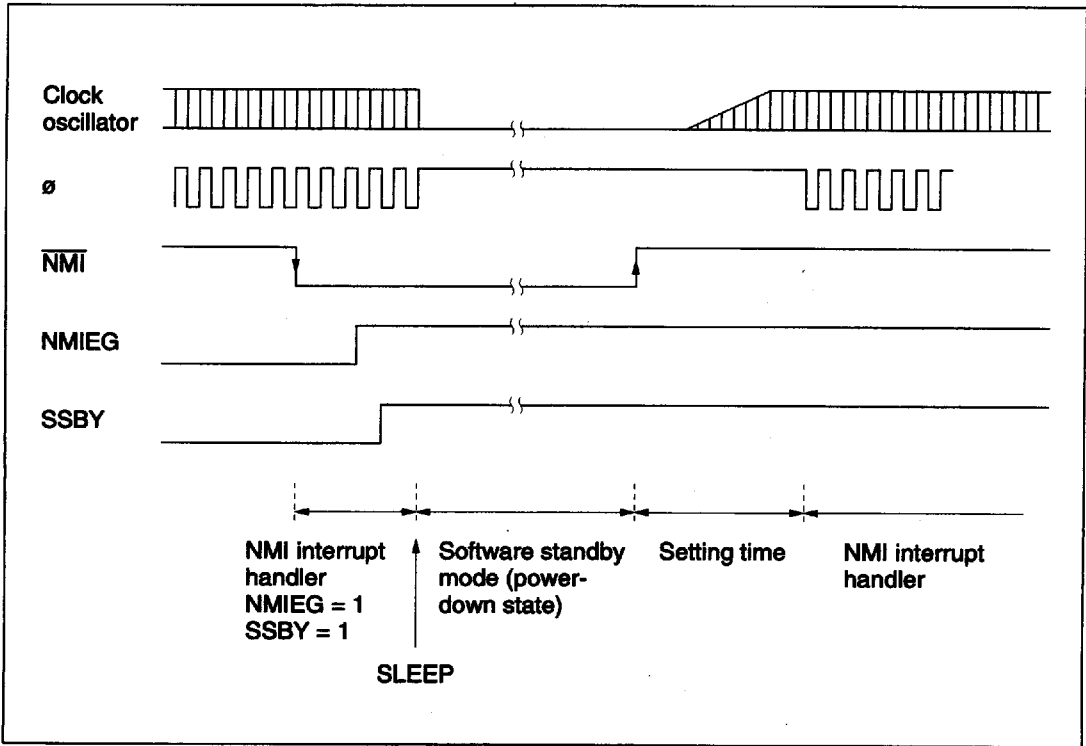 Clock
oscillator
ø
N̅M̅I̅
NMIEG
SSBY
NMI interrupt
handler
NMIEG = 1
SSBY = 1
Software standby
mode (power-
down state)
Setting time
NMI interrupt
handler
SLEEP